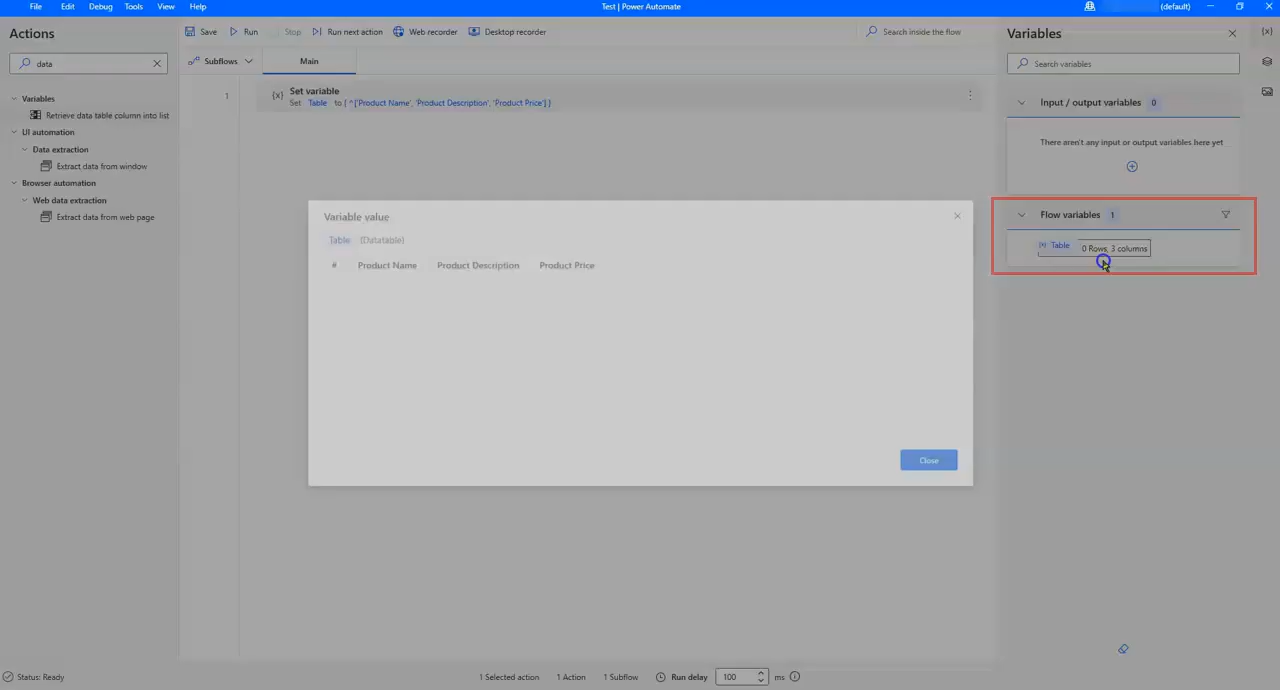 File Edit Debug Tools View Help
Test | Power Automate
(default)
Actions
data
Variables
Retrieve data table column into list
UI automation
Data extraction
Extract data from window
Browser automation
Web data extraction
Extract data from web page
Save Run Stop Run next action Web recorder Desktop recorder
Search inside the flow
Subflows
Main
1
{x} Set variable
Set Table to { ^['Product Name', 'Product Description', 'Product Price'] }
Variable value
Table (Datatable)
# Product Name Product Description Product Price
Close
Variables
{x}
Search variables
Input / output variables 0
There aren't any input or output variables here yet
Flow variables 1
Table 0 Rows, 3 columns
Status: Ready
1 Selected action 1 Action 1 Subflow Run delay 100 ms